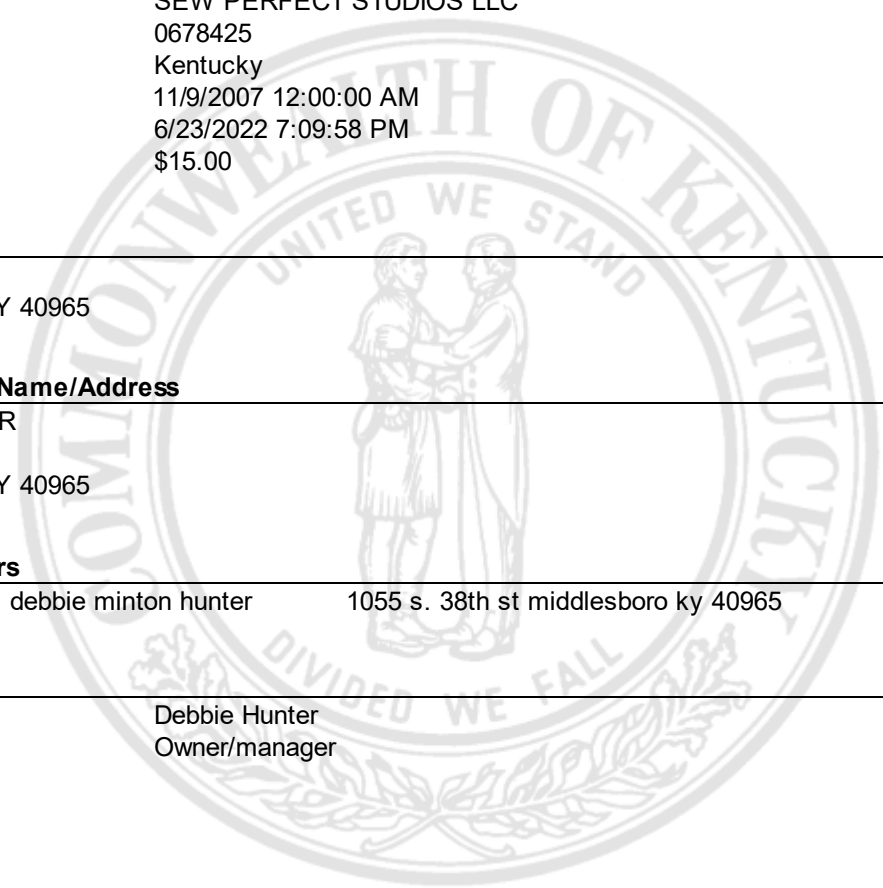 SEW PERFECT STUDIOS LLC
0678425
Kentucky
11/9/2007 12:00:00 AM
6/23/2022 7:09:58 PM
$15.00
Y 40965
Name/Address
R
Y 40965
rs
debbie minton hunter 1055 s. 38th st middlesboro ky 40965
Debbie Hunter
Owner/manager
COMMONWEALTH OF KENTUCKY
UNITED WE STAND
DIVIDED WE FALL